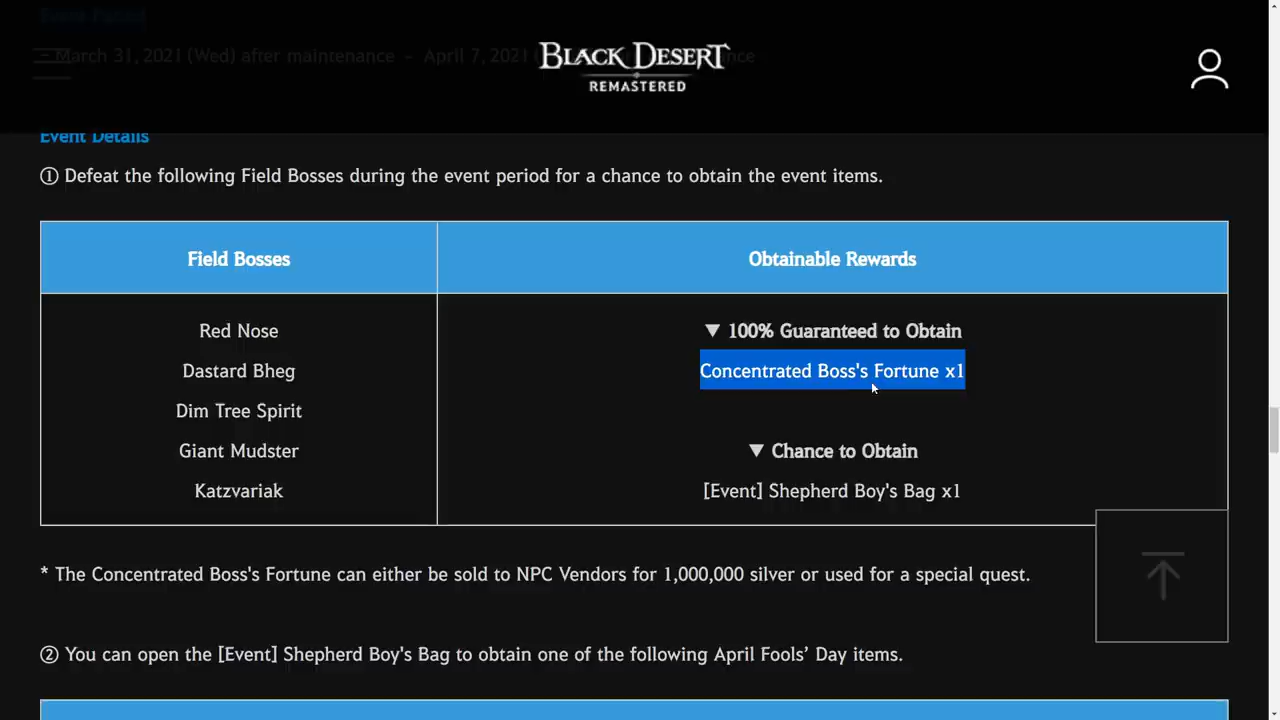 Event Period
– March 31, 2021 (Wed) after maintenance – April 7, 2021 (
BLACK DESERT
REMASTERED
Event Details
① Defeat the following Field Bosses during the event period for a chance to obtain the event items.
Field Bosses
Obtainable Rewards
Red Nose
▼ 100% Guaranteed to Obtain
Dastard Bheg
Concentrated Boss's Fortune x1
Dim Tree Spirit
Giant Mudster
▼ Chance to Obtain
Katzvariak
[Event] Shepherd Boy's Bag x1
* The Concentrated Boss's Fortune can either be sold to NPC Vendors for 1,000,000 silver or used for a special quest.
② You can open the [Event] Shepherd Boy's Bag to obtain one of the following April Fools’ Day items.